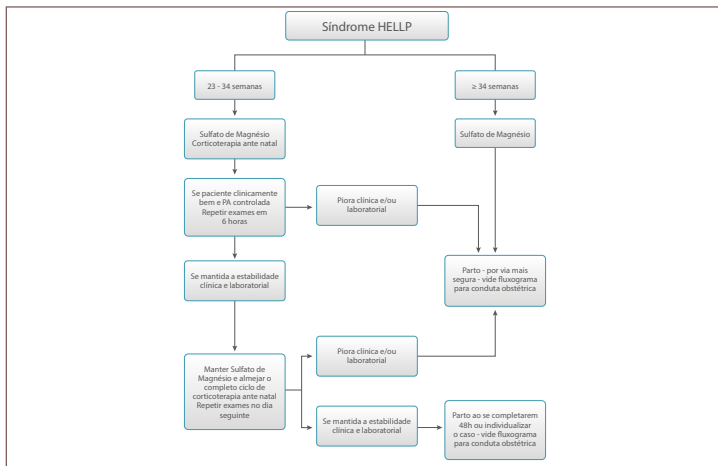 Síndrome HELLP
23 - 34 semanas
≥ 34 semanas
Sulfato de Magnésio
Corticoterapia ante natal
Sulfato de Magnésio
Se paciente clinicamente
bem e PA controlada
Repetir exames em
6 horas
Piora clínica e/ou
laboratorial
Se mantida a estabilidade
clínica e laboratorial
Parto - por via mais
segura - vide fluxograma
para conduta obstétrica
Manter Sulfato de
Magnésio e almejar o
completo ciclo de
corticoterapia ante natal
Repetir exames no dia
seguinte
Piora clínica e/ou
laboratorial
Se mantida a estabilidade
clínica e laboratorial
Parto ao se completarem
48h ou individualizar
o caso - vide fluxograma
para conduta obstétrica